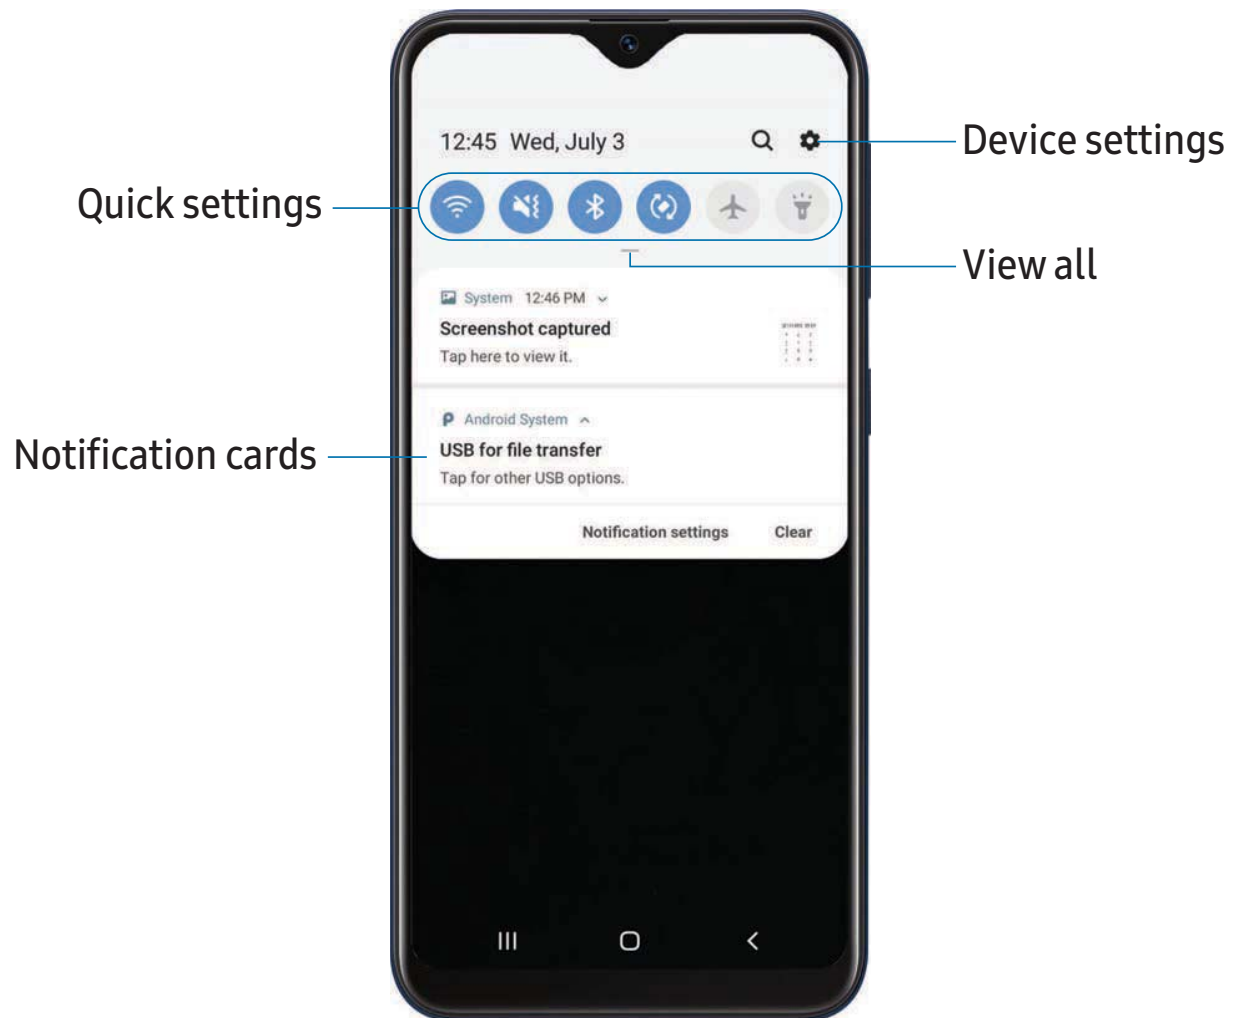 12:45 Wed, July 3
Device settings
Quick settings
View all
System 12:46 PM
Screenshot captured
Tap here to view it.
Android System
Notification cards
USB for file transfer
Tap for other USB options.
Notification settings Clear